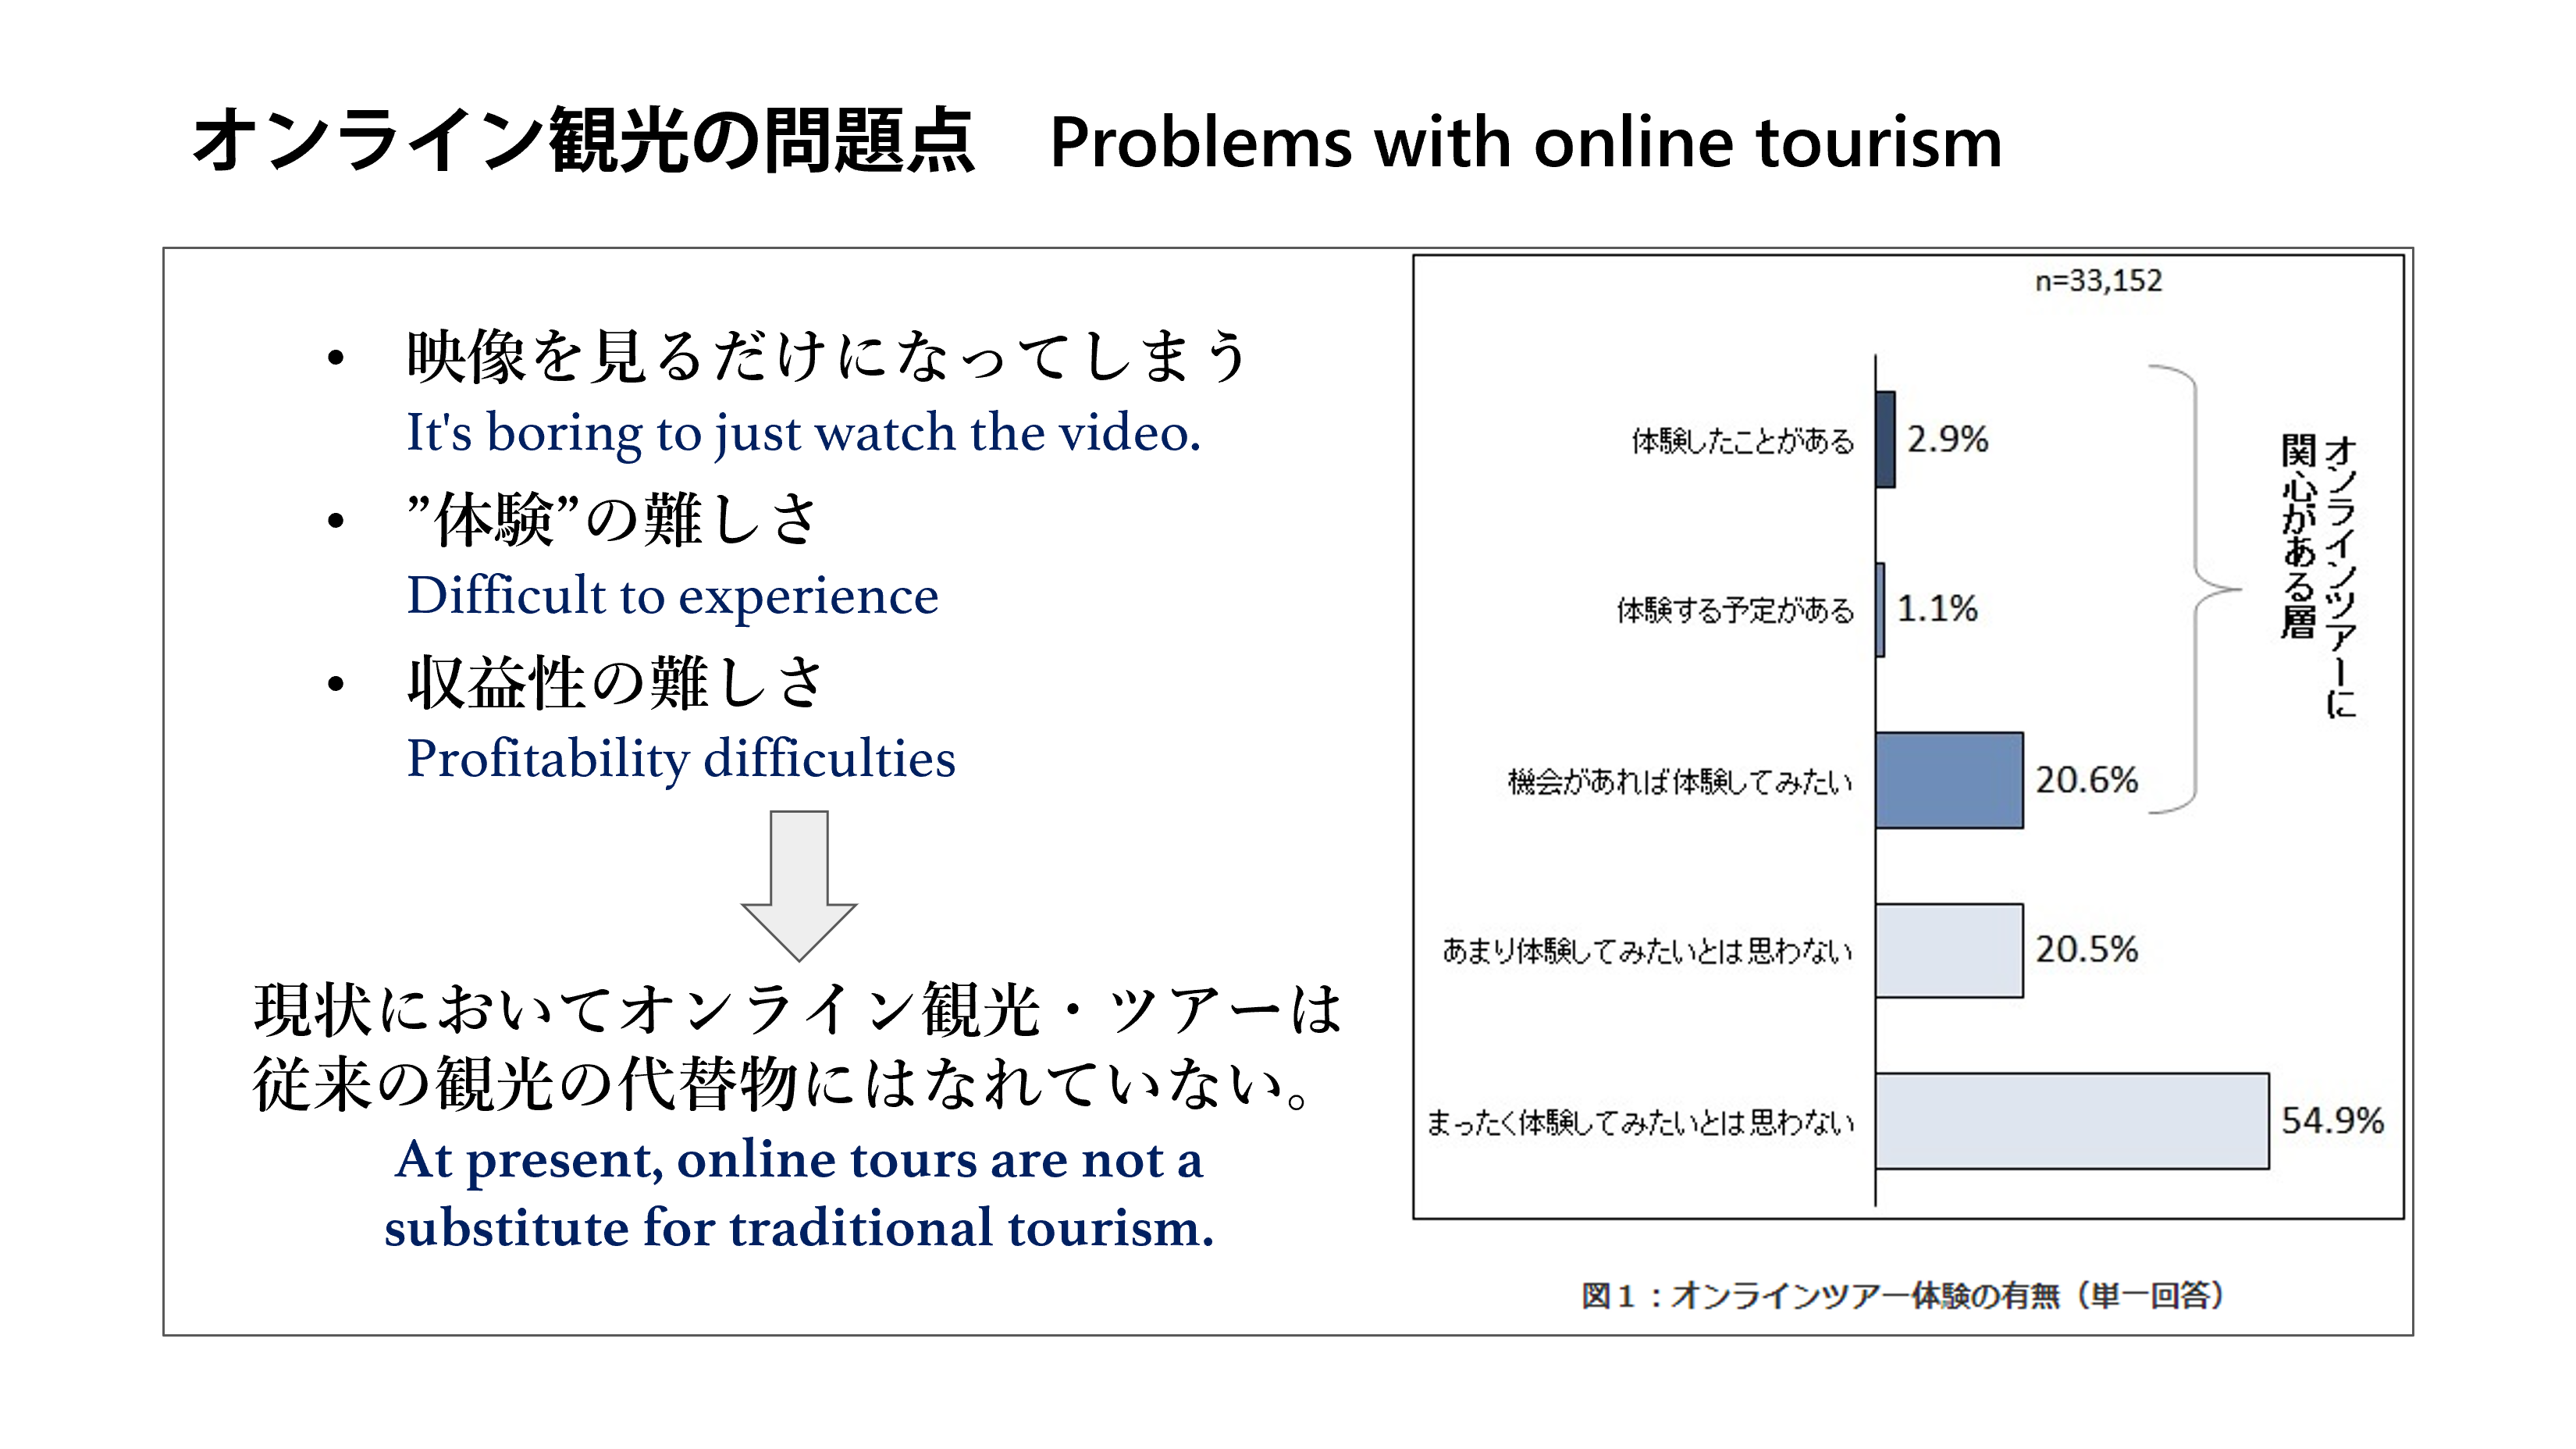 オンライン観光の問題点　Problems with online tourism
• 映像を見るだけになってしまう
It's boring to just watch the video.
• ”体験”の難しさ
Difficult to experience
• 収益性の難しさ
Profitability difficulties
現状においてオンライン観光・ツアーは
従来の観光の代替物にはなれていない。
At present, online tours are not a
substitute for traditional tourism.
n=33,152
体験したことがある 2.9%
体験する予定がある 1.1%
機会があれば体験してみたい 20.6%
あまり体験してみたいとは思わない 20.5%
まったく体験してみたいとは思わない 54.9%
オンラインツアーに
関心がある層
図１：オンラインツアー体験の有無（単一回答）